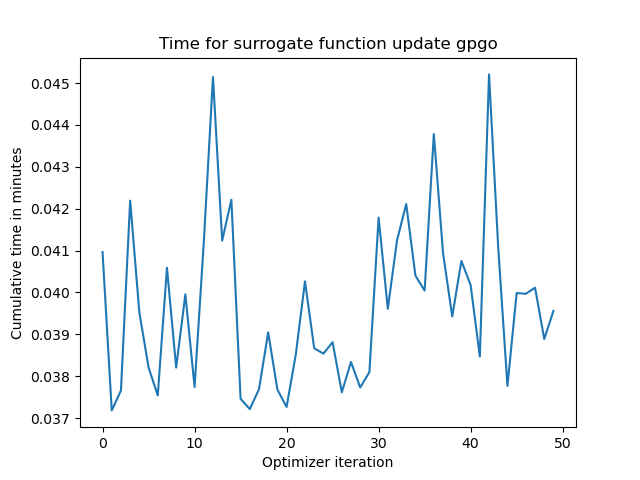 Time for surrogate function update gpgo
Cumulative time in minutes
0.045
0.044
0.043
0.042
0.041
0.040
0.039
0.038
0.037
0 10 20 30 40 50
Optimizer iteration